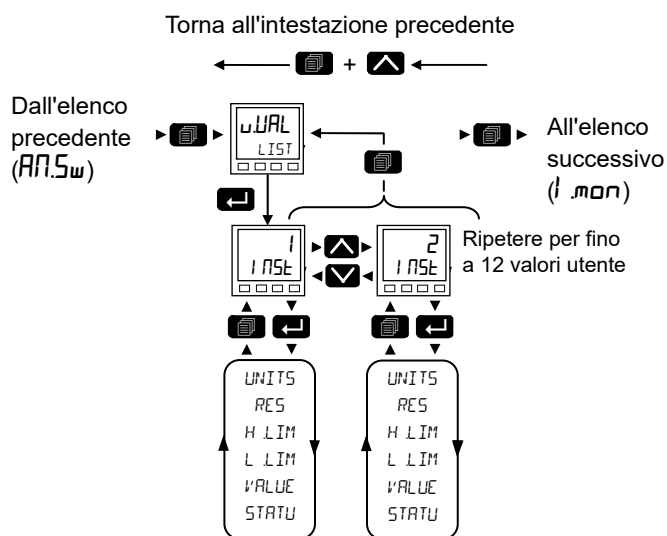 Torna all'intestazione precedente
+
Dall'elenco
precedente
(AM.Sw)
u.VAL
LIST
All'elenco
successivo
(I.mon)
1
INSt
2
INSt
Ripetere per fino
a 12 valori utente
UNITS
RES
H.LIM
L.LIM
VALUE
STATU
UNITS
RES
H.LIM
L.LIM
VALUE
STATU